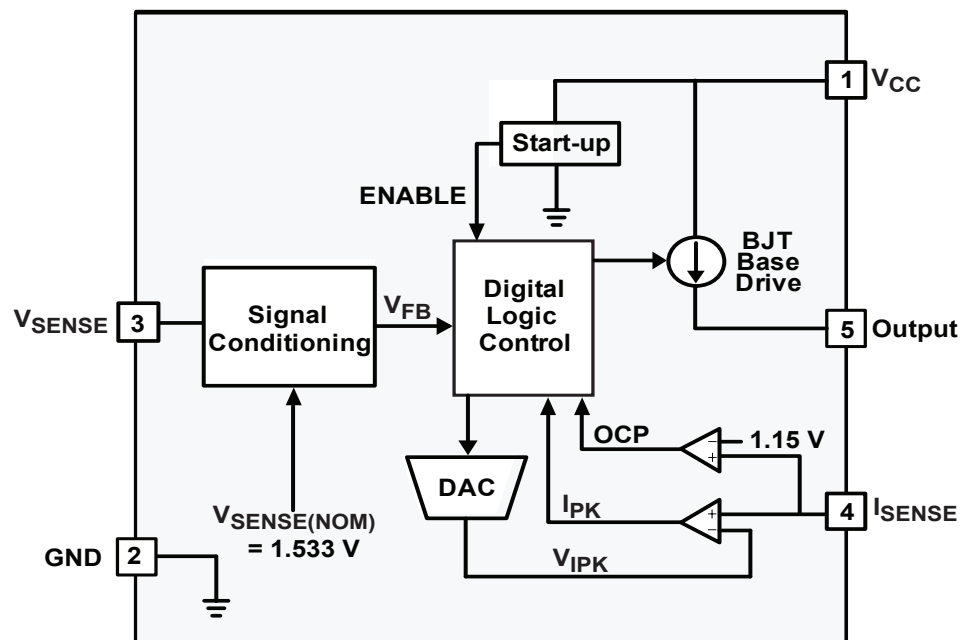 1 VCC
Start-up
ENABLE
BJT
Base
Drive
Digital
Logic
Control
Signal
Conditioning
VFB
VSENSE 3
5 Output
OCP
− 1.15 V
+
DAC
IPK
+
−
4 ISENSE
VSENSE(NOM)
= 1.533 V
GND 2
VIPK